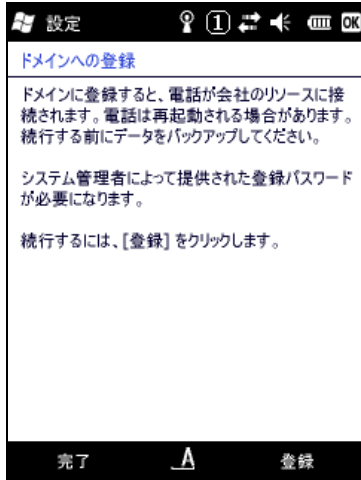 設定 1 OK
ドメインへの登録
ドメインに登録すると、電話が会社のリソースに接
続されます。電話は再起動される場合があります。
続行する前にデータをバックアップしてください。
システム管理者によって提供された登録パスワード
が必要になります。
続行するには、[登録] をクリックします。
完了 A 登録